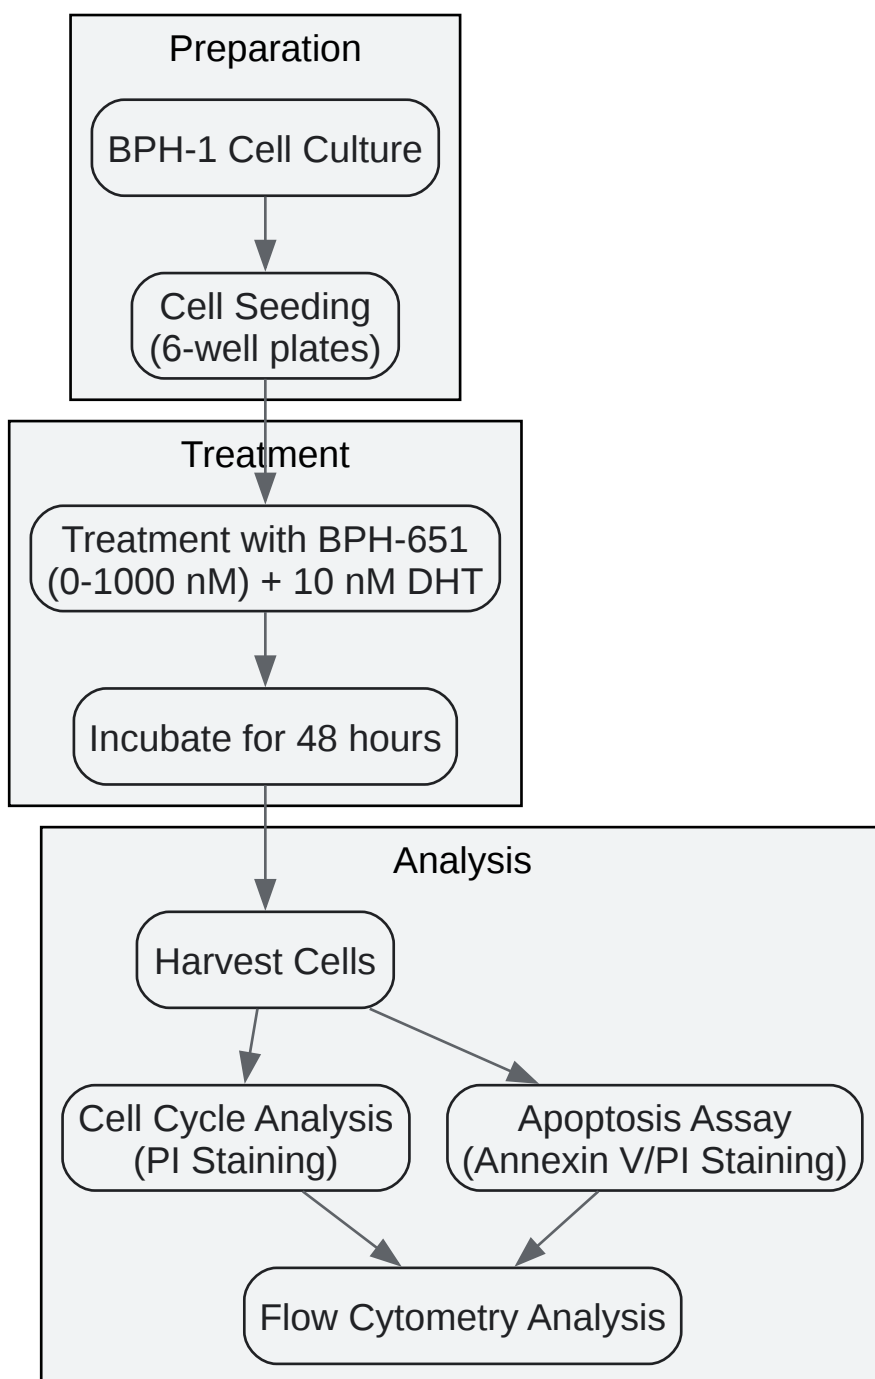 Preparation
BPH-1 Cell Culture
Cell Seeding
(6-well plates)
Treatment
Treatment with BPH-651
(0-1000 nM) + 10 nM DHT
Incubate for 48 hours
Analysis
Harvest Cells
Cell Cycle Analysis
(PI Staining)
Apoptosis Assay
(Annexin V/PI Staining)
Flow Cytometry Analysis